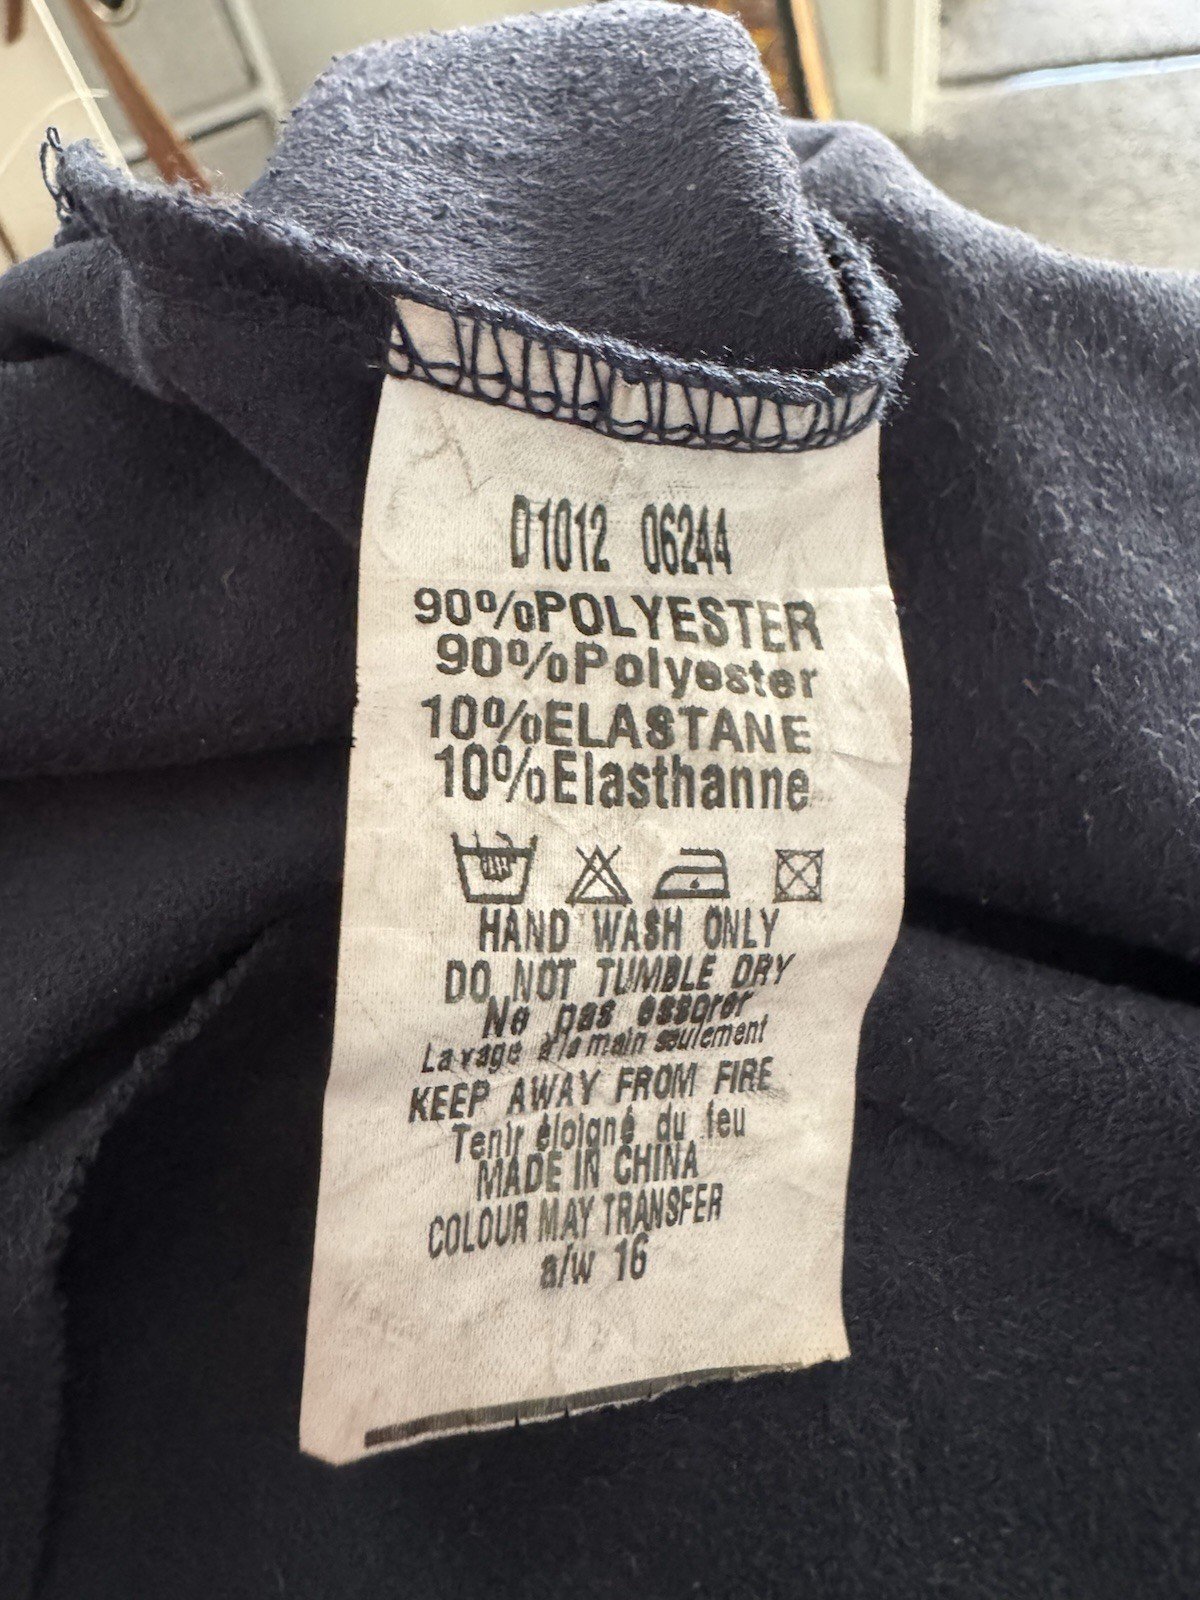 D1012 06244
90%POLYESTER
90%Polyester
10%ELASTANE
10%Elasthanne
HAND WASH ONLY
DO NOT TUMBLE DRY
Ne pas essorer
Lavage à la main seulement
KEEP AWAY FROM FIRE
Tenir éloigné du feu
MADE IN CHINA
COLOUR MAY TRANSFER
a/w 16